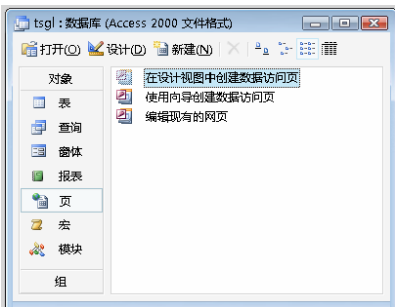 tsgl : 数据库 (Access 2000 文件格式)
打开(O) 设计(D) 新建(N)
对象
表
查询
窗体
报表
页
宏
模块
组
在设计视图中创建数据访问页
使用向导创建数据访问页
编辑现有的网页